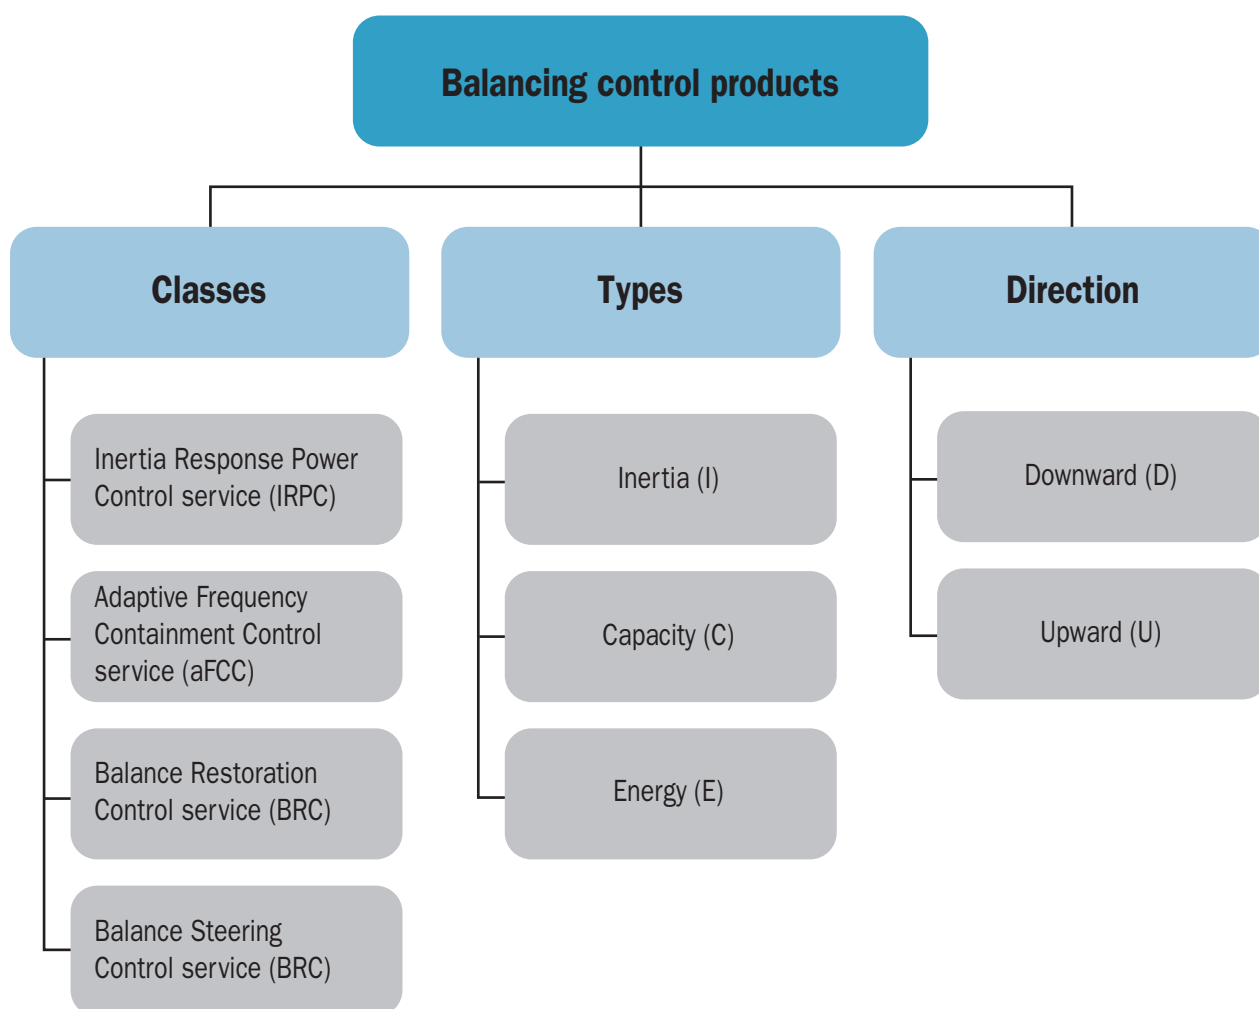 Balancing control products
Classes
Types
Direction
Inertia Response Power
Control service (IRPC)
Adaptive Frequency
Containment Control
service (aFCC)
Balance Restoration
Control service (BRC)
Balance Steering
Control service (BRC)
Inertia (I)
Capacity (C)
Energy (E)
Downward (D)
Upward (U)